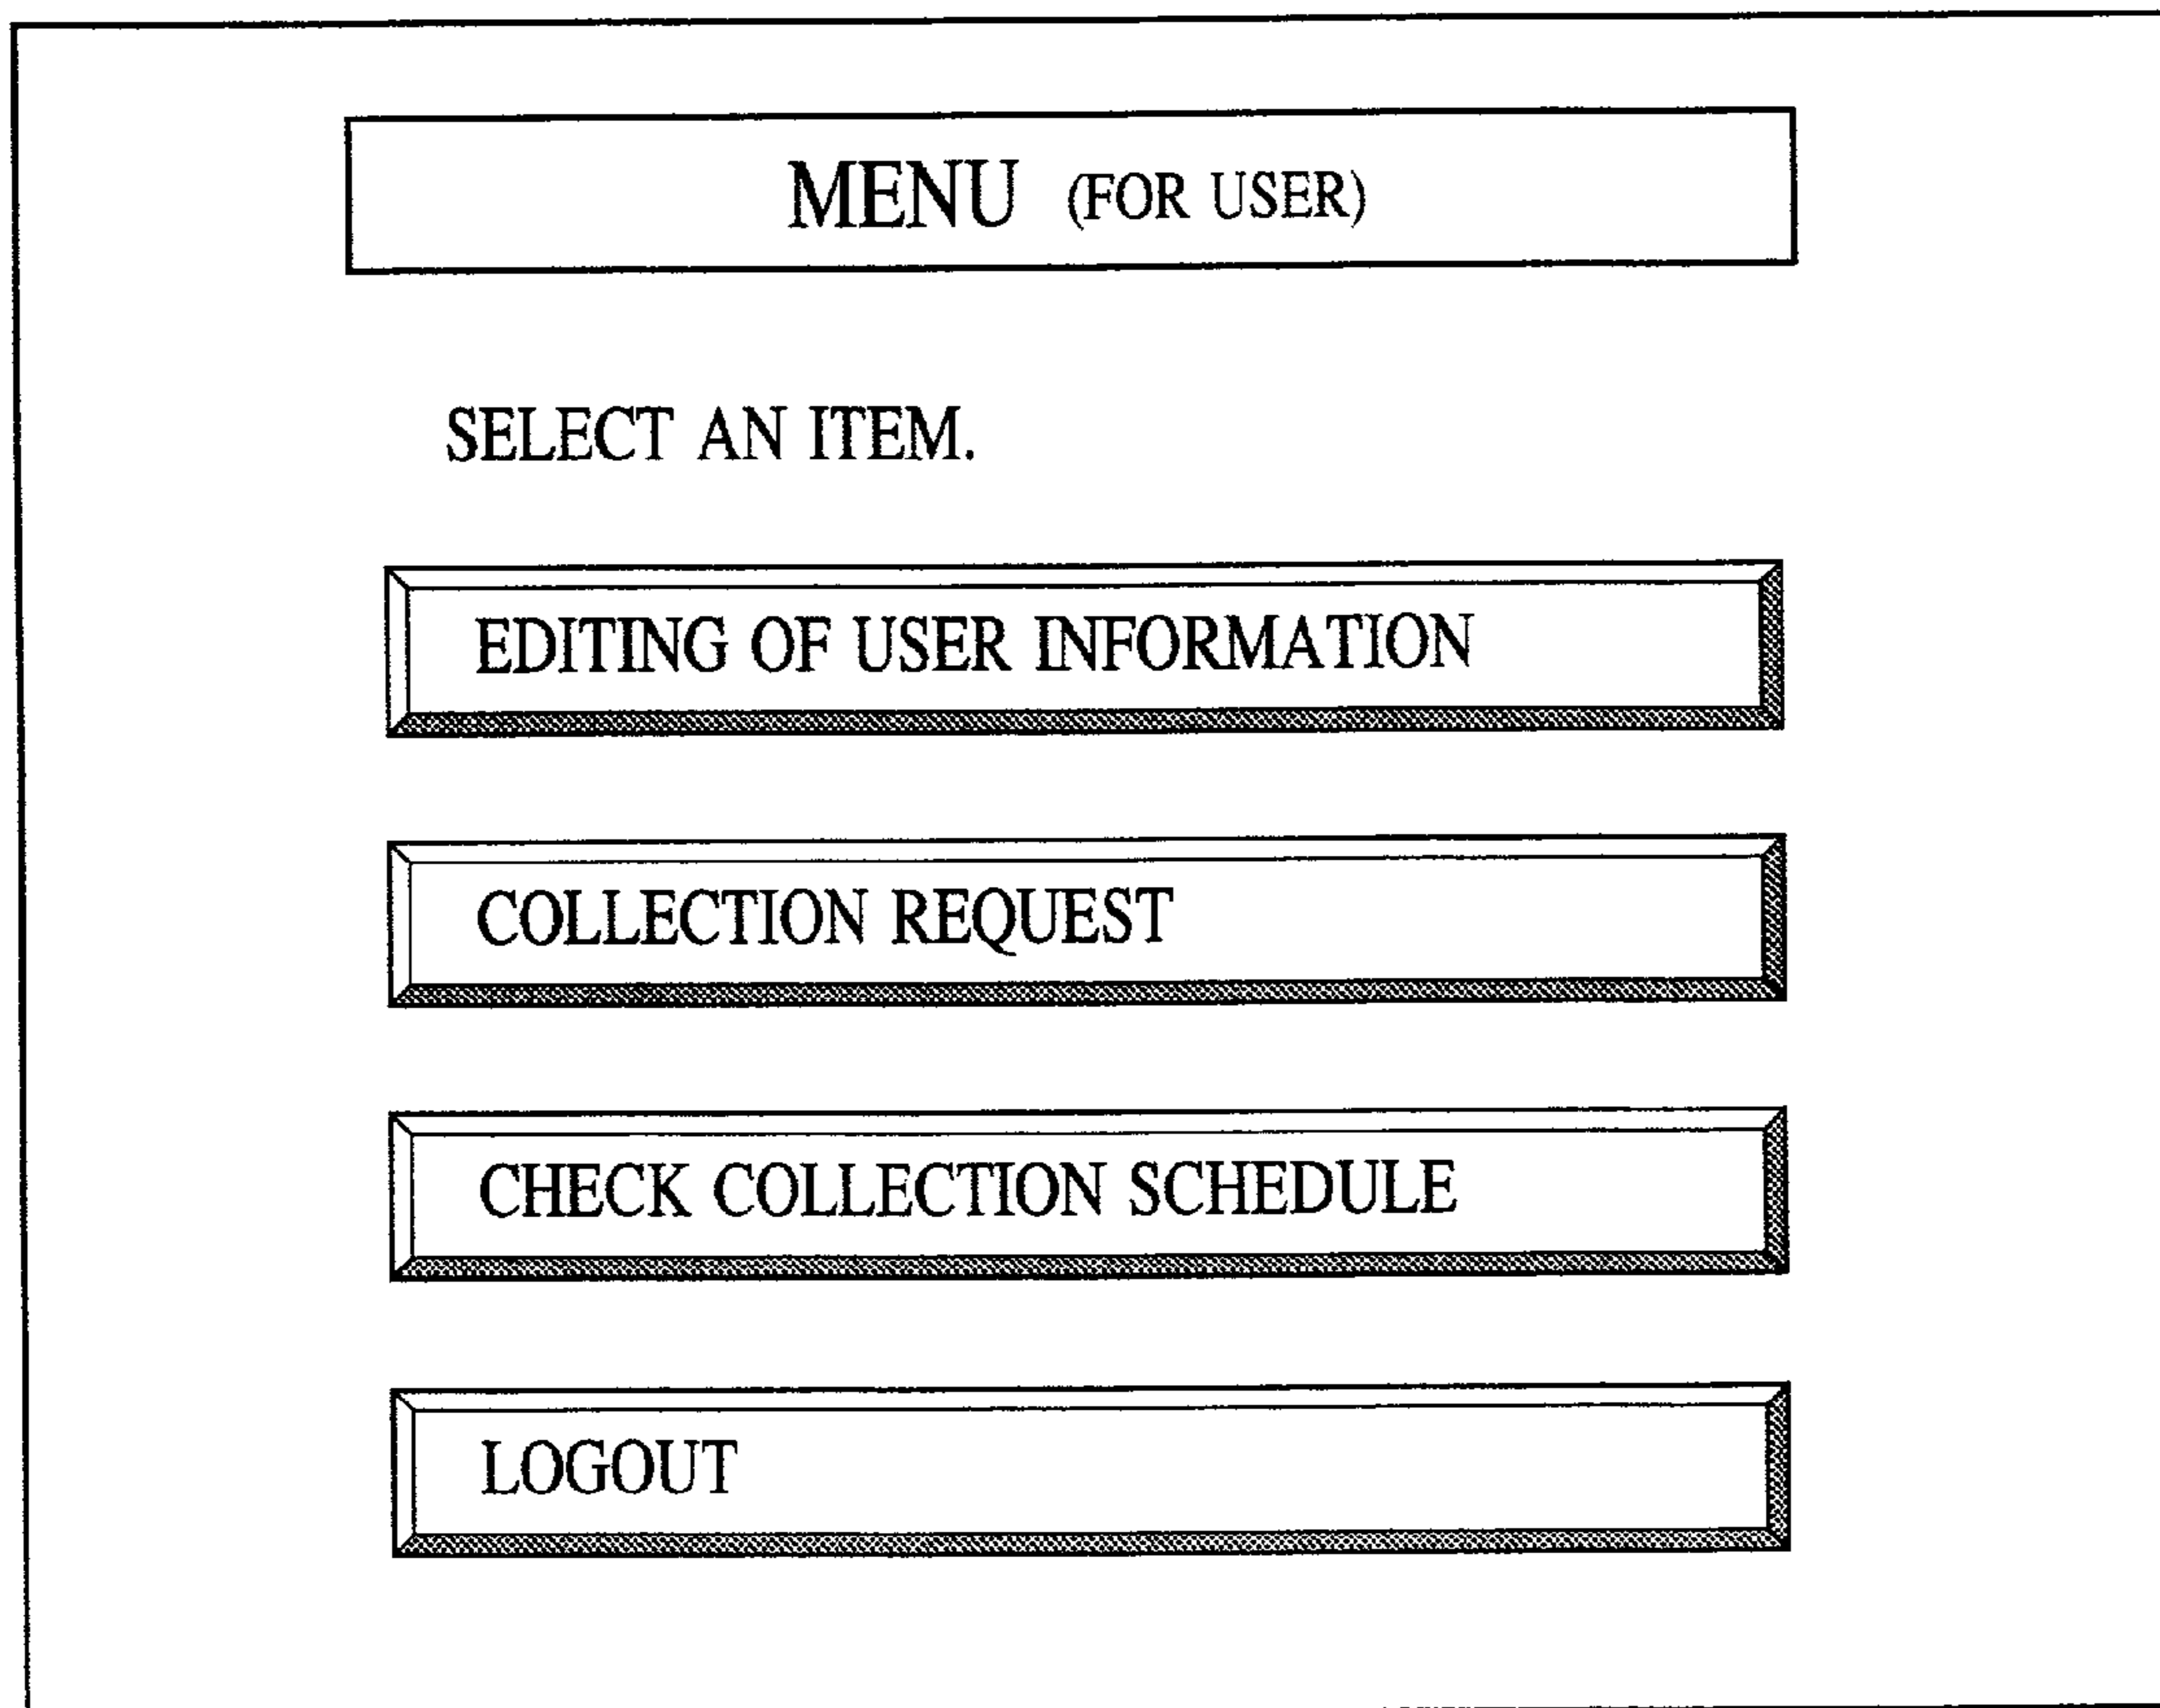 MENU (FOR USER)
SELECT AN ITEM.
EDITING OF USER INFORMATION
COLLECTION REQUEST
CHECK COLLECTION SCHEDULE
LOGOUT